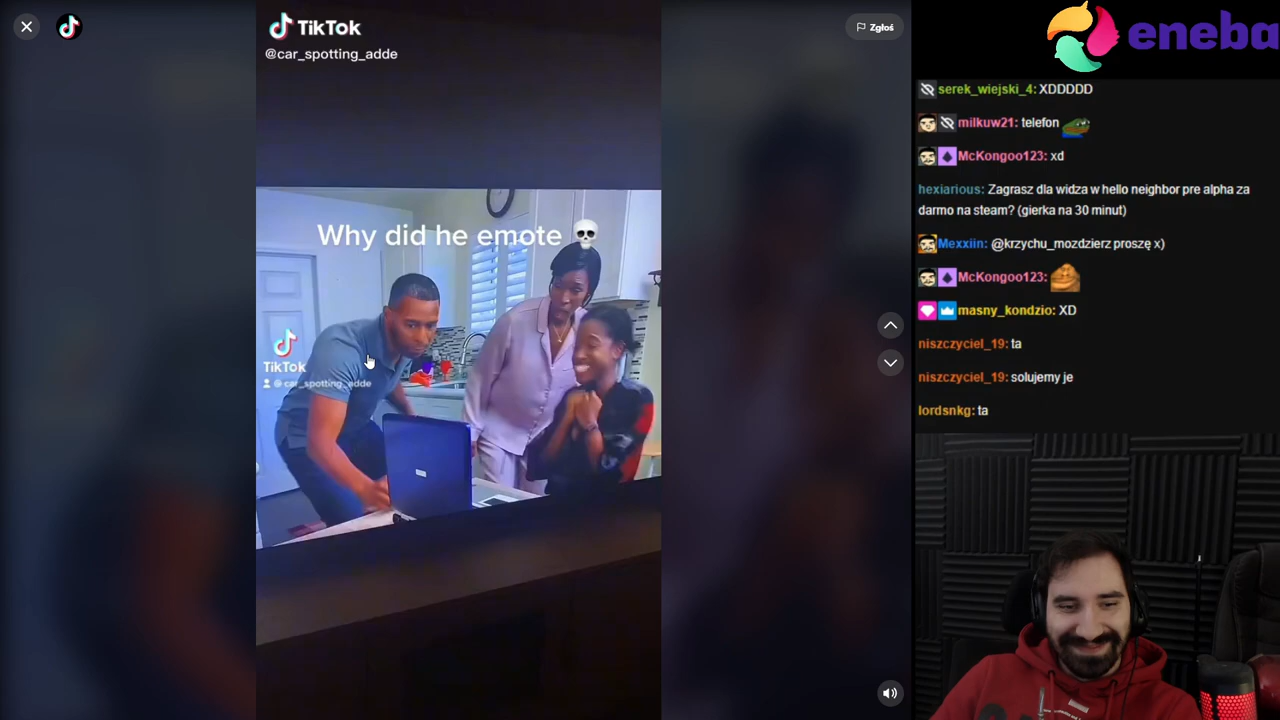 TikTok
@car_spotting_adde
Zgłoś
Why did he emote
TikTok
@ car_spotting_adde
eneba
serek_wiejski_4: XDDDDD
milkuw21: telefon
McKongoo123: xd
hexiarious: Zagrasz dla widza w hello neighbor pre alpha za
darmo na steam? (gierka na 30 minut)
Mexxiin: @krzychu_mozdzierz proszę x)
McKongoo123:
masny_kondzio: XD
niszczyciel_19: ta
niszczyciel_19: solujemy je
lordsnkg: ta